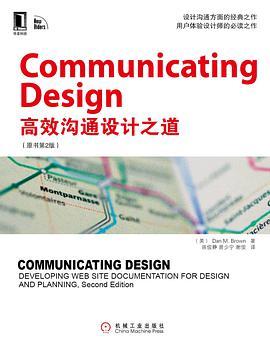 New
Riders
设计沟通方面的经典之作
用户体验设计师的必读之作
Communicating
Design
高效沟通设计之道
（原书第2版）
Montparnasse
（美） Dan M. Brown 著
COMMUNICATING DESIGN
DEVELOPING WEB SITE DOCUMENTATION FOR DESIGN
AND PLANNING, Second Edition
机械工业出版社
China Machine Press